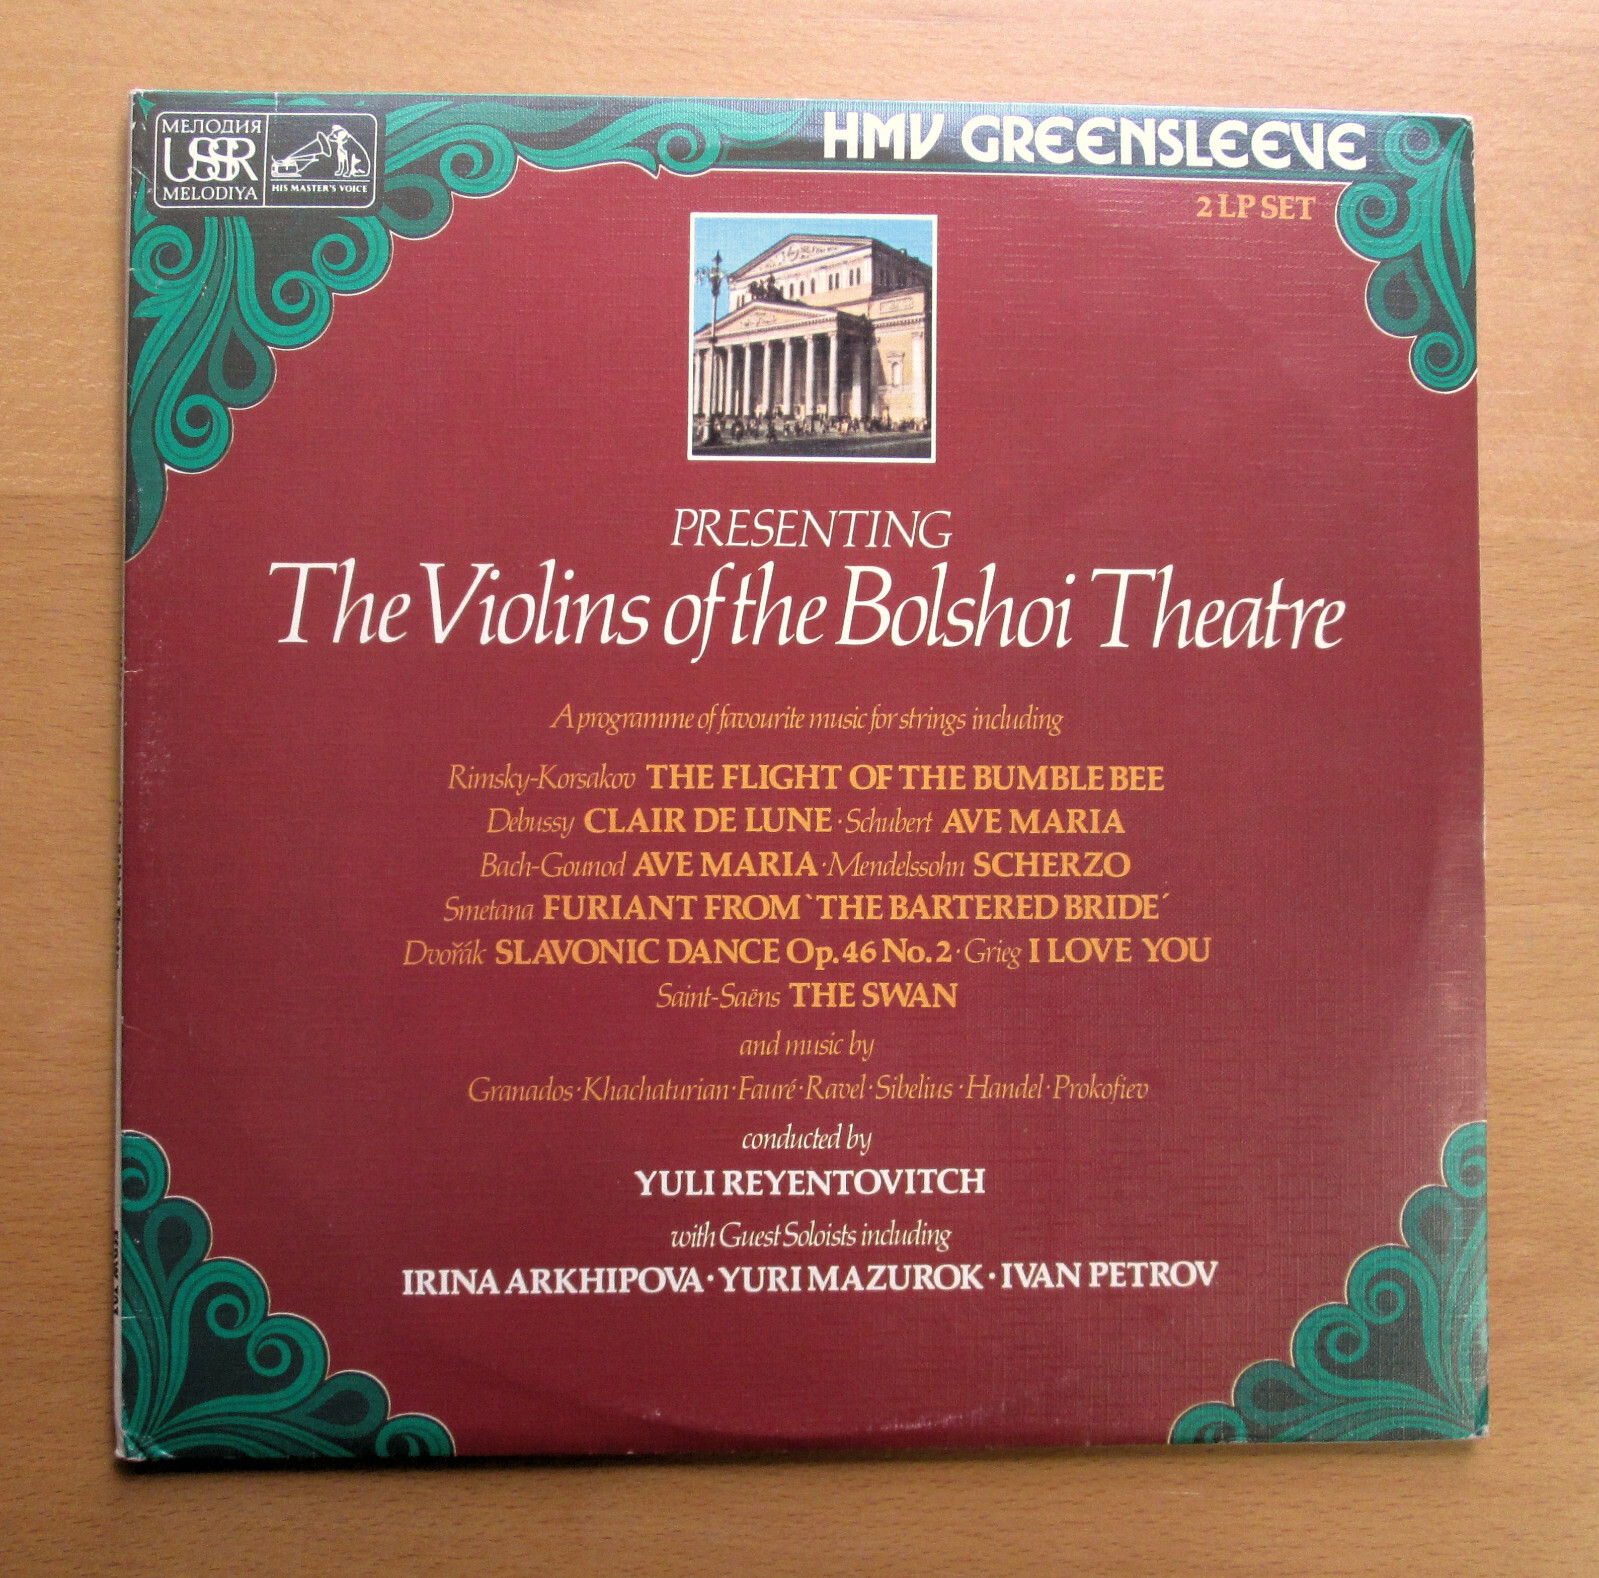 МЕЛОДИЯ
USSR
MELODIYA
HIS MASTER'S VOICE
HMV GREENSLEEVE
2 LP SET
PRESENTING
The Violins of the Bolshoi Theatre
A programme of favourite music for strings including
Rimsky-Korsakov THE FLIGHT OF THE BUMBLE BEE
Debussy CLAIR DE LUNE · Schubert AVE MARIA
Bach-Gounod AVE MARIA · Mendelssohn SCHERZO
Smetana FURIANT FROM `THE BARTERED BRIDE´
Dvořák SLAVONIC DANCE Op. 46 No. 2 · Grieg I LOVE YOU
Saint-Saëns THE SWAN
and music by
Granados · Khachaturian · Fauré · Ravel · Sibelius · Handel · Prokofiev
conducted by
YULI REYENTOVITCH
with Guest Soloists including
IRINA ARKHIPOVA · YURI MAZUROK · IVAN PETROV